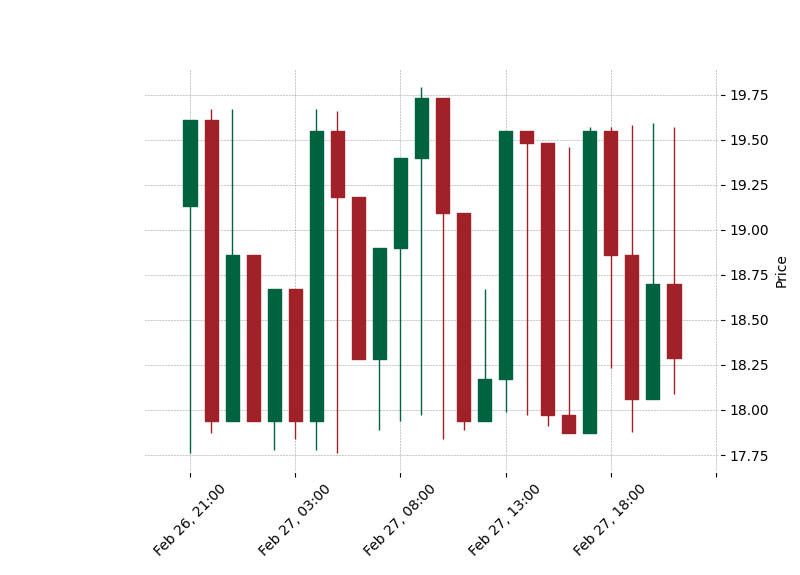 19.75
19.50
19.25
19.00
18.75
18.50
18.25
18.00
17.75
Price
Feb 26, 21:00
Feb 27, 03:00
Feb 27, 08:00
Feb 27, 13:00
Feb 27, 18:00